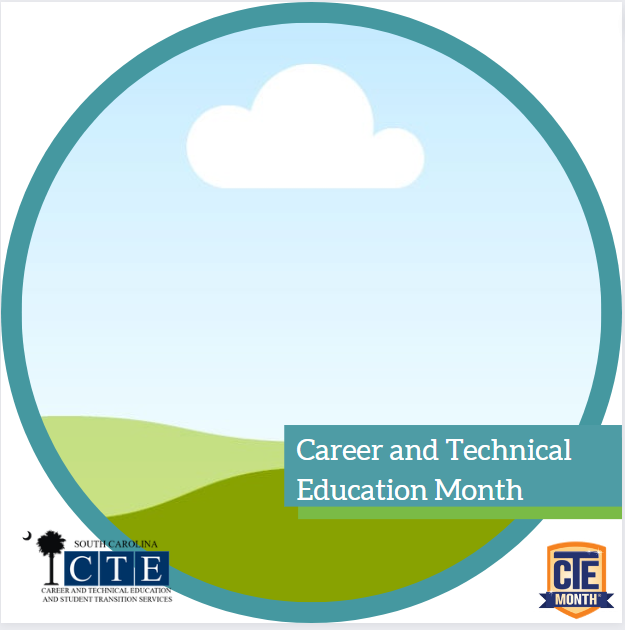 Career and Technical
Education Month
SOUTH CAROLINA
CTE
CAREER AND TECHNICAL EDUCATION
AND STUDENT TRANSITION SERVICES
CTE
MONTH